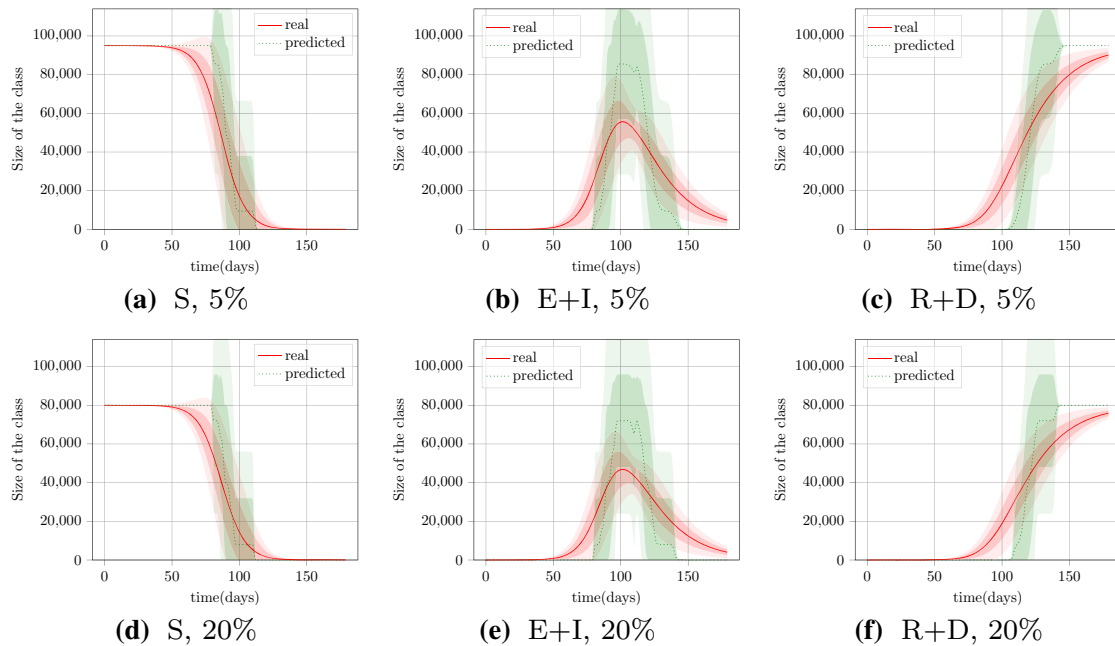 real
predicted
100,000
80,000
60,000
40,000
20,000
0
Size of the class
0 50 100 150
time(days)
(a) S, 5%
real
predicted
100,000
80,000
60,000
40,000
20,000
0
Size of the class
0 50 100 150
time(days)
(b) E+I, 5%
real
predicted
100,000
80,000
60,000
40,000
20,000
0
Size of the class
0 50 100 150
time(days)
(c) R+D, 5%
real
predicted
100,000
80,000
60,000
40,000
20,000
0
Size of the class
0 50 100 150
time(days)
(d) S, 20%
real
predicted
100,000
80,000
60,000
40,000
20,000
0
Size of the class
0 50 100 150
time(days)
(e) E+I, 20%
real
predicted
100,000
80,000
60,000
40,000
20,000
0
Size of the class
0 50 100 150
time(days)
(f) R+D, 20%